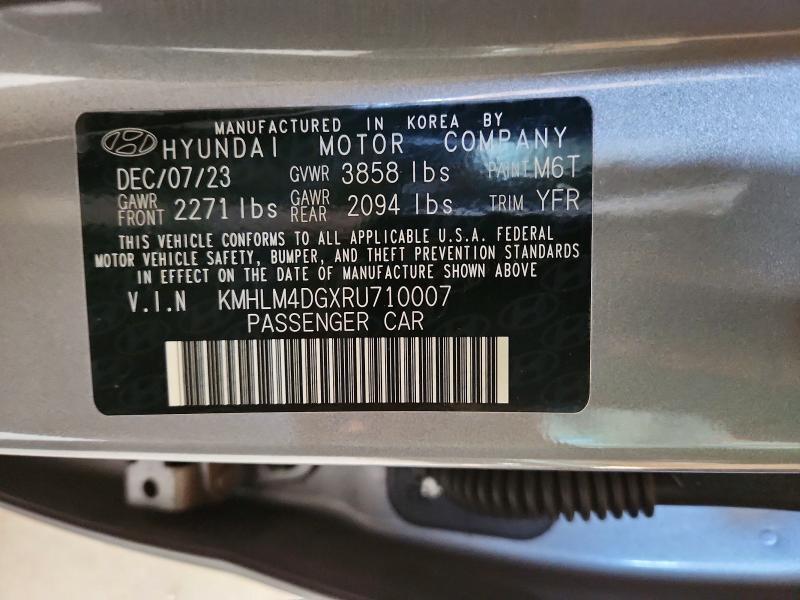 MANUFACTURED IN KOREA BY
HYUNDAI MOTOR COMPANY
DEC/07/23 GVWR 3858 lbs PAINT M6T
GAWR FRONT 2271 lbs GAWR REAR 2094 lbs TRIM YFR
THIS VEHICLE CONFORMS TO ALL APPLICABLE U.S.A. FEDERAL
MOTOR VEHICLE SAFETY, BUMPER, AND THEFT PREVENTION STANDARDS
IN EFFECT ON THE DATE OF MANUFACTURE SHOWN ABOVE
V.I.N KMHLM4DGXRU710007
PASSENGER CAR